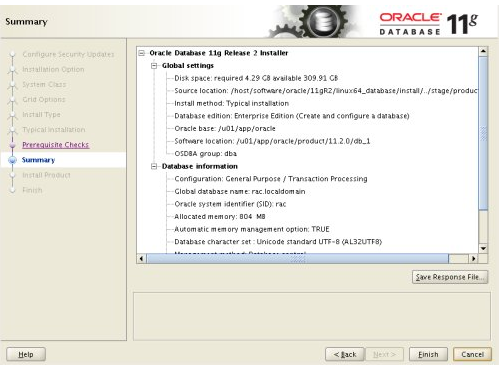 Summary
ORACLE
DATABASE
11g
Configure Security Updates
Installation Option
System Class
Grid Options
Install Type
Typical Installation
Prerequisite Checks
Summary
Install Product
Finish
Oracle Database 11g Release 2 Installer
Global settings
Disk space: required 4.29 GB available 309.91 GB
Source location: /host/software/oracle/11gR2/linux64_database/install/../stage/produc
Install method: Typical installation
Database edition: Enterprise Edition (Create and configure a database)
Oracle base: /u01/app/oracle
Software location: /u01/app/oracle/product/11.2.0/db_1
OSDBA group: dba
Database information
Configuration: General Purpose / Transaction Processing
Global database name: rac.localdomain
Oracle system identifier (SID): rac
Allocated memory: 804 MB
Automatic memory management option: TRUE
Database character set : Unicode standard UTF-8 (AL32UTF8)
Management method: Database control
Save Response File...
Help
< Back
Next >
Finish
Cancel